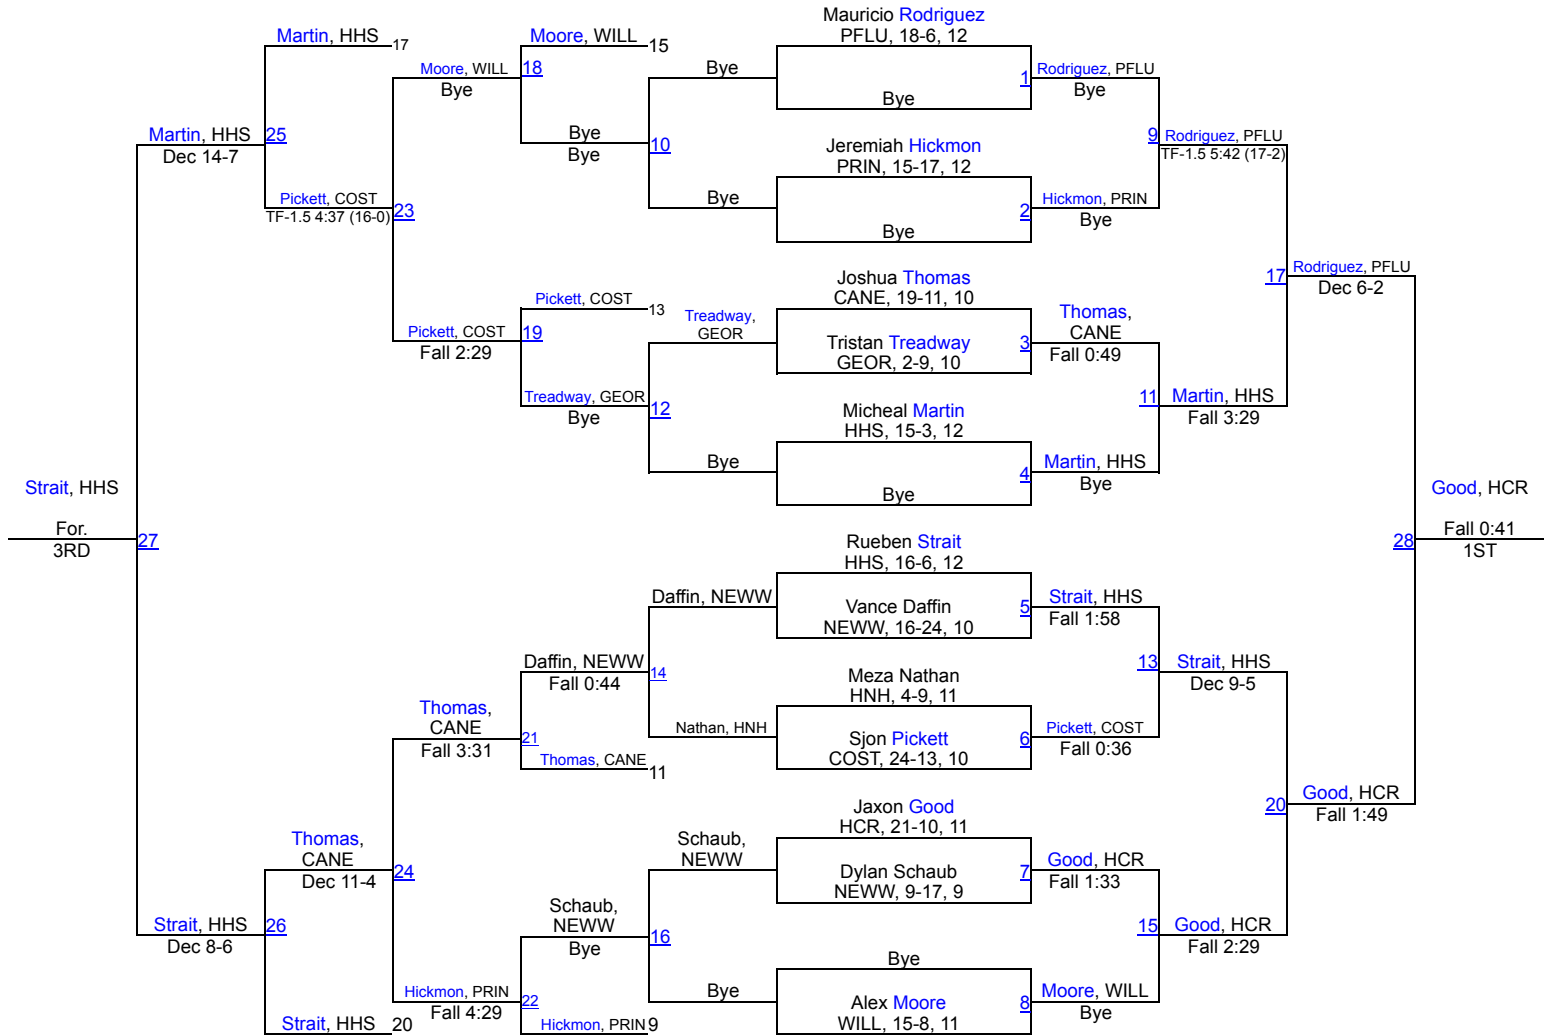 Mauricio Rodriguez
PFLU, 18-6, 12
Martin, HHS
17
Moore, WILL
15
Moore, WILL
Bye
18
Bye
1
Rodriguez, PFLU
Bye
Bye
Martin, HHS
Dec 14-7
25
Bye
Bye
10
Jeremiah Hickmon
PRIN, 15-17, 12
9
Rodriguez, PFLU
TF-1.5 5:42 (17-2)
Pickett, COST
TF-1.5 4:37 (16-0)
23
Bye
2
Hickmon, PRIN
Bye
Bye
Joshua Thomas
CANE, 19-11, 10
17
Rodriguez, PFLU
Dec 6-2
Pickett, COST
13
Treadway,
GEOR
Thomas,
CANE
Fall 0:49
Pickett, COST
Fall 2:29
19
Tristan Treadway
GEOR, 2-9, 10
3
Treadway, GEOR
Bye
12
Micheal Martin
HHS, 15-3, 12
11
Martin, HHS
Fall 3:29
Bye
4
Martin, HHS
Bye
Bye
Strait, HHS
For.
3RD
27
Good, HCR
Fall 0:41
1ST
28
Rueben Strait
HHS, 16-6, 12
Daffin, NEWW
Vance Daffin
NEWW, 16-24, 10
5
Strait, HHS
Fall 1:58
Daffin, NEWW
Fall 0:44
14
13
Strait, HHS
Dec 9-5
Meza Nathan
HNH, 4-9, 11
Thomas,
CANE
Fall 3:31
21
Nathan, HNH
Sjon Pickett
COST, 24-13, 10
6
Pickett, COST
Fall 0:36
Thomas, CANE
11
Jaxon Good
HCR, 21-10, 11
20
Good, HCR
Fall 1:49
Thomas,
CANE
Dec 11-4
24
Schaub,
NEWW
Dylan Schaub
NEWW, 9-17, 9
7
Good, HCR
Fall 1:33
Strait, HHS
Dec 8-6
26
Schaub,
NEWW
Bye
16
15
Good, HCR
Fall 2:29
Bye
Hickmon, PRIN
Fall 4:29
22
Bye
Alex Moore
WILL, 15-8, 11
8
Moore, WILL
Bye
Strait, HHS
20
Hickmon, PRIN
9